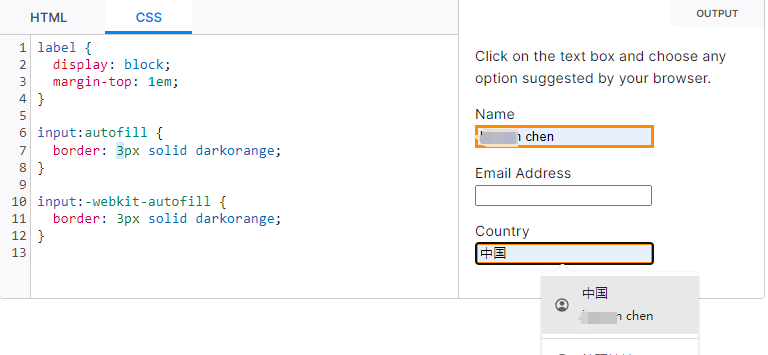 HTML
CSS
OUTPUT
1 label {
2 display: block;
3 margin-top: 1em;
4 }
5
6 input:autofill {
7 border: 3px solid darkorange;
8 }
9
10 input:-webkit-autofill {
11 border: 3px solid darkorange;
12 }
13
Click on the text box and choose any
option suggested by your browser.
Name
chen
Email Address
Country
中国
中国
chen